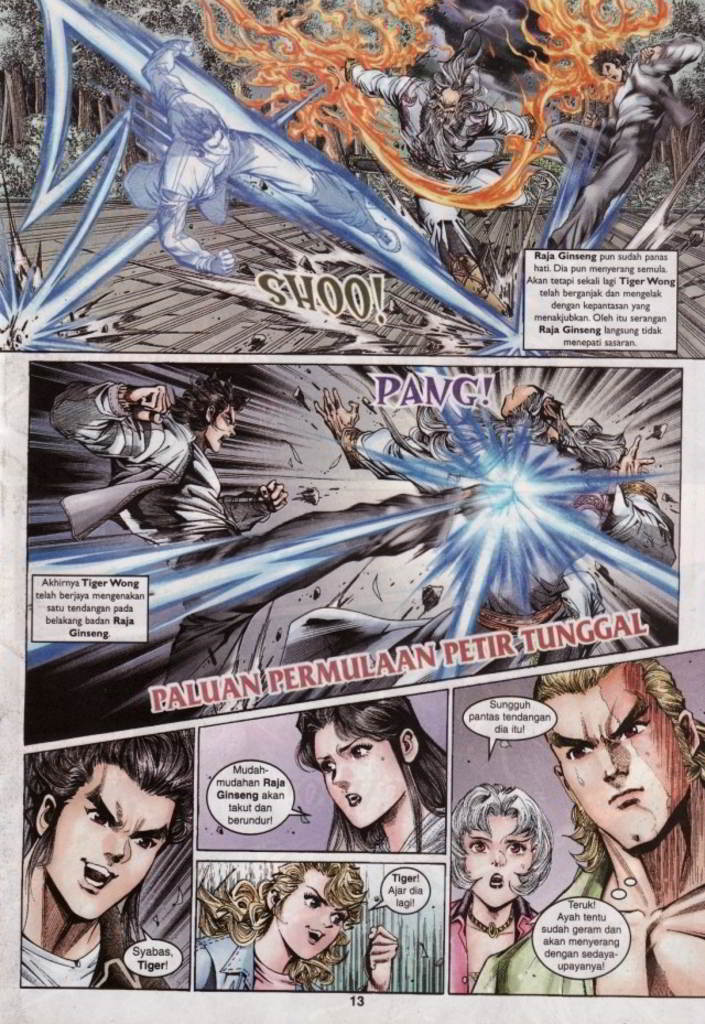 Raja Ginseng pun sudah panas
hati. Dia pun menyerang semula.
Akan tetapi sekali lagi Tiger Wong
telah berganjak dan mengelak
dengan kepantasan yang
menakjubkan. Oleh itu serangan
Raja Ginseng langsung tidak
menepati sasaran.
SHOO!
PANG!
Akhirnya Tiger Wong
telah berjaya mengenakan
satu tendangan pada
belakang badan Raja
Ginseng.
PALUAN PERMULAAN PETIR TUNGGAL
Syabas,
Tiger!
Mudah-
mudahan Raja
Ginseng akan
takut dan
berundur!
Tiger!
Ajar dia
lagi!
Sungguh
pantas tendangan
dia itu!
Teruk!
Ayah tentu
sudah geram dan
akan menyerang
dengan sedaya-
upayanya!
13